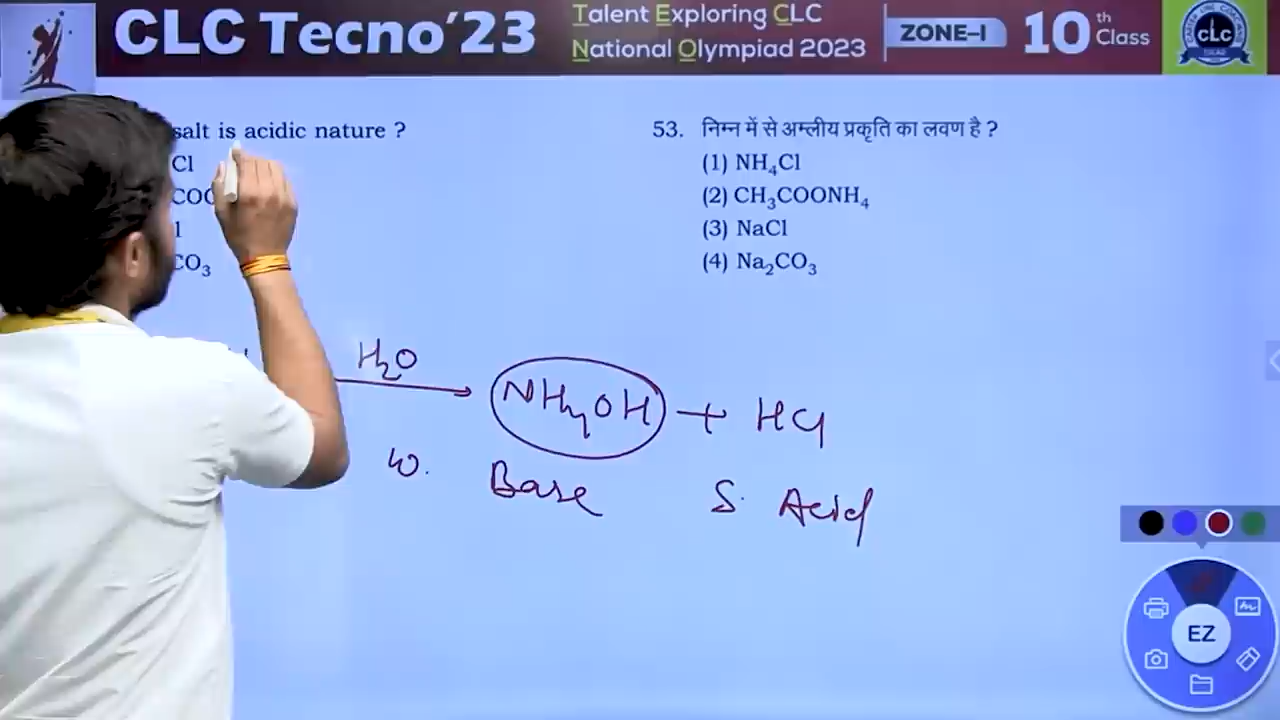 CLC Tecno'23
Talent Exploring CLC
National Olympiad 2023
ZONE–I
10th Class
CLC
salt is acidic nature ?
Cl
COO
l
CO₃
53. निम्न में से अम्लीय प्रकृति का लवण है ?
(1) NH₄Cl
(2) CH₃COONH₄
(3) NaCl
(4) Na₂CO₃
H₂O
NH₄OH + HCl
W. Base S. Acid
EZ